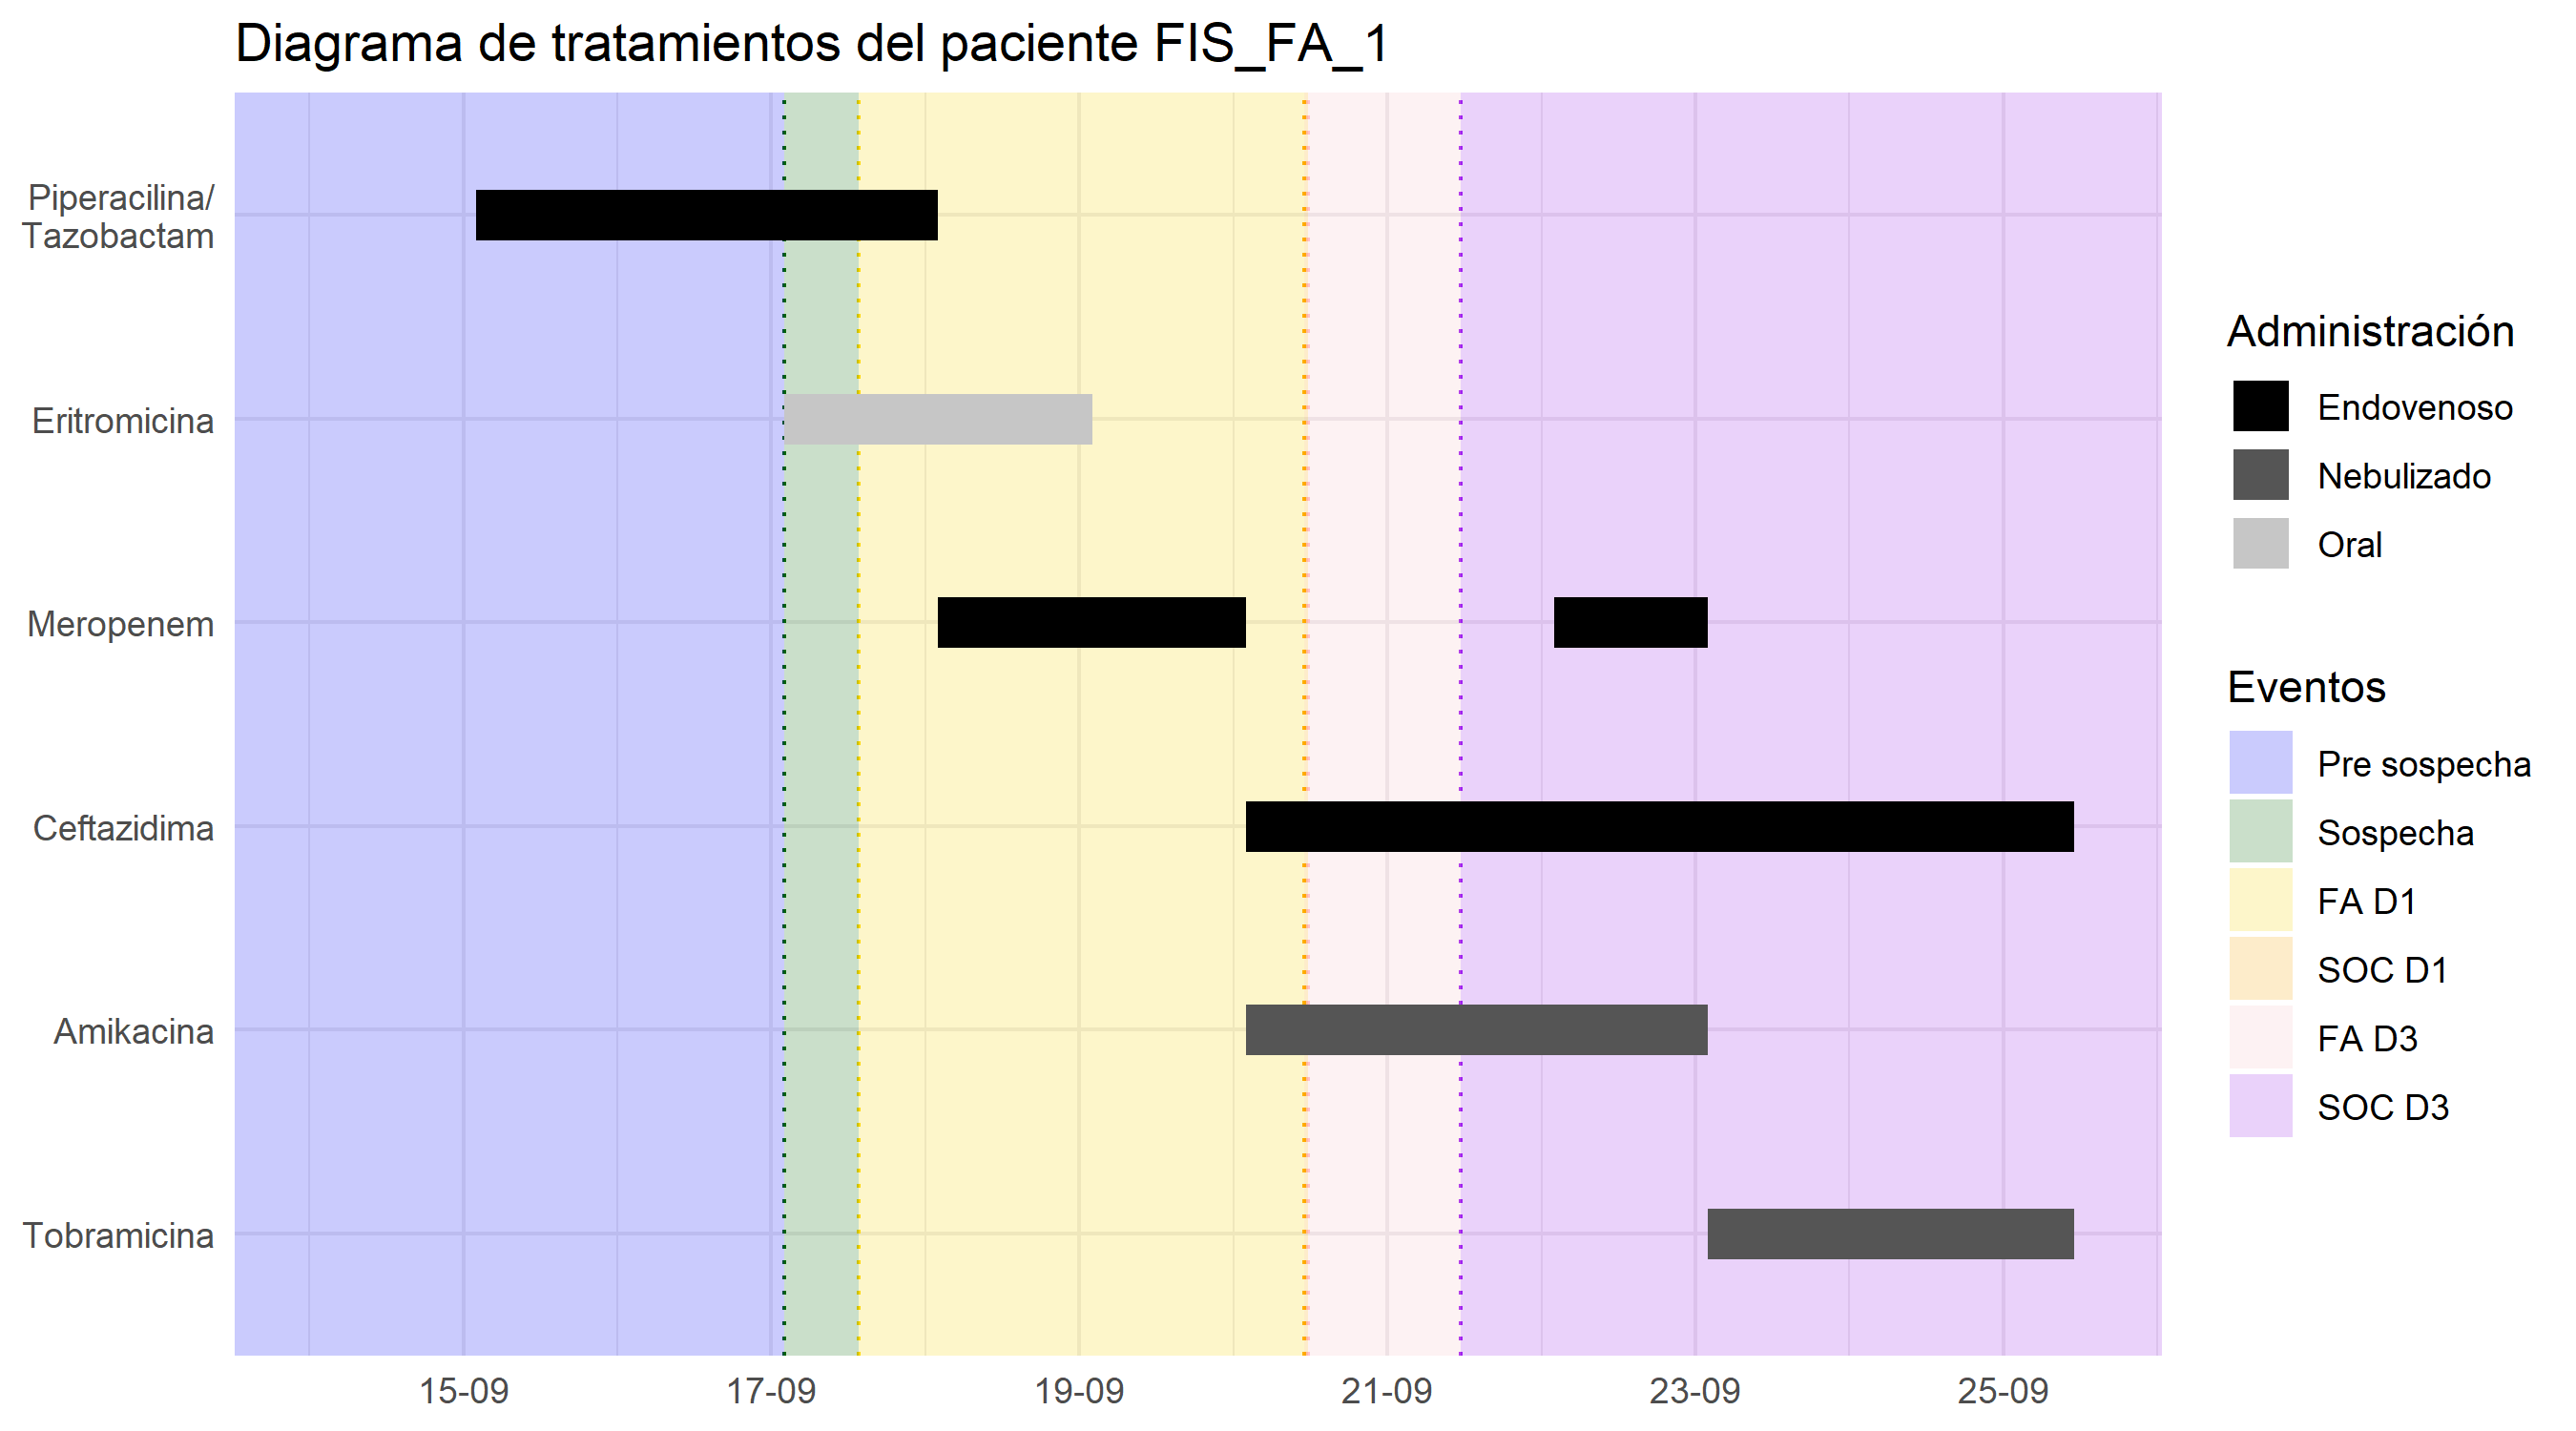 Diagrama de tratamientos del paciente FIS_FA_1
Piperacilina/
Tazobactam
Eritromicina
Meropenem
Ceftazidima
Amikacina
Tobramicina
15-09
17-09
19-09
21-09
23-09
25-09
Administración
Endovenoso
Nebulizado
Oral
Eventos
Pre sospecha
Sospecha
FA D1
SOC D1
FA D3
SOC D3